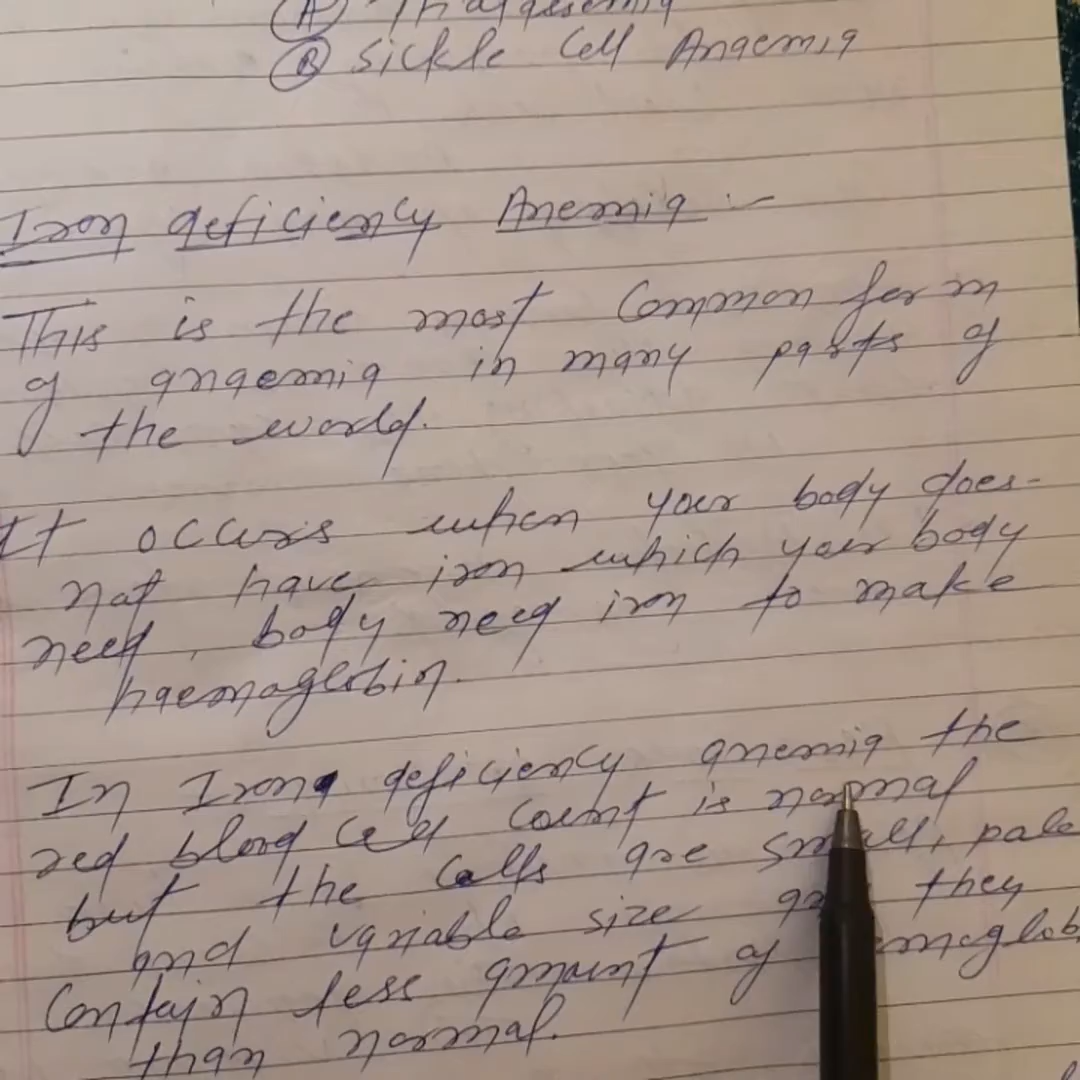 (A) Thalassemia
(B) Sickle Cell Anaemia
Iron deficiency Anemia :-
This is the most Common form
of anaemia in many parts of
the world.
It occurs when your body does-
not have iron which your body
need, body need iron to make
haemoglobin.
In Iron deficiency anemia the
red blood cell count is normal
but the Cells are small, pale
and variable size they
Contain less amount of
than normal.